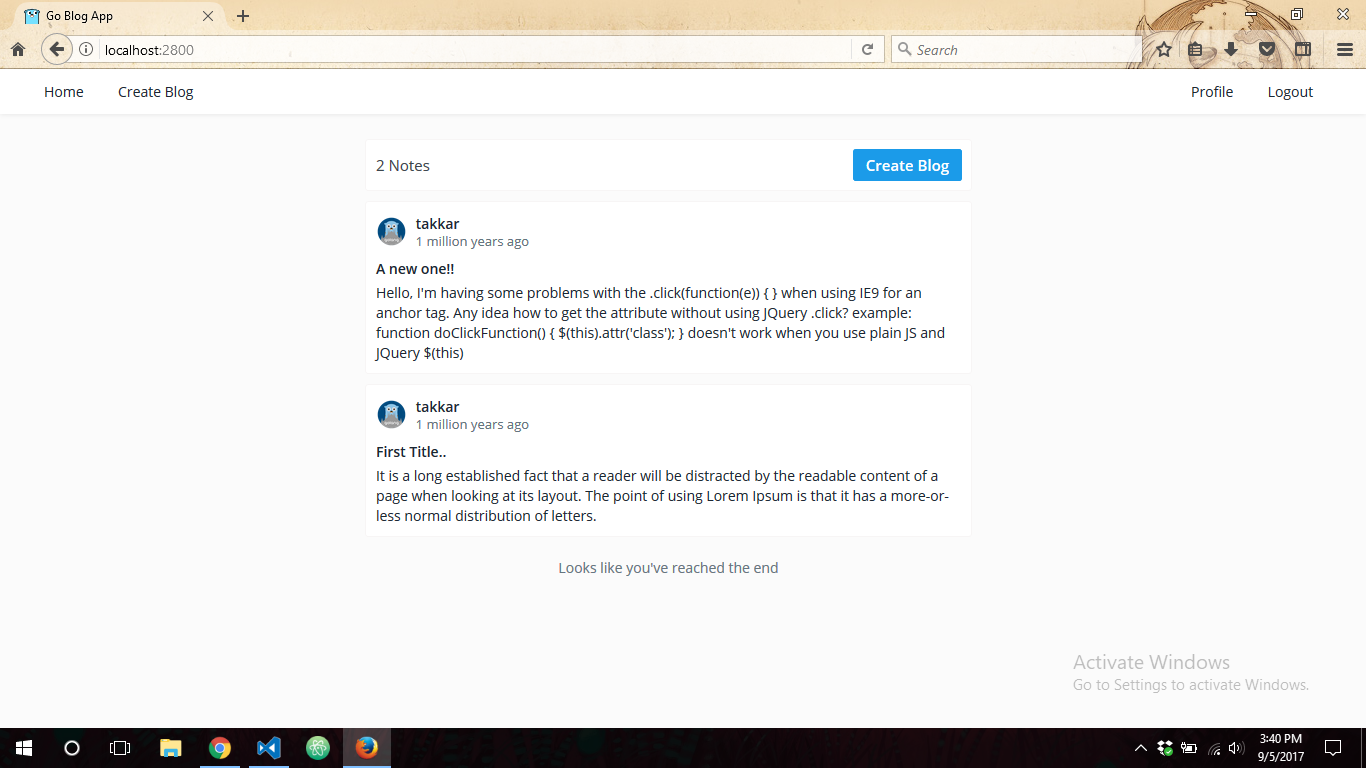 Go Blog App
localhost:2800
Search
Home Create Blog Profile Logout
2 Notes Create Blog
takkar
1 million years ago
A new one!!
Hello, I'm having some problems with the .click(function(e)) { } when using IE9 for an
anchor tag. Any idea how to get the attribute without using JQuery .click? example:
function doClickFunction() { $(this).attr('class'); } doesn't work when you use plain JS and
JQuery $(this)
takkar
1 million years ago
First Title..
It is a long established fact that a reader will be distracted by the readable content of a
page when looking at its layout. The point of using Lorem Ipsum is that it has a more-or-
less normal distribution of letters.
Looks like you've reached the end
Activate Windows
Go to Settings to activate Windows.
3:40 PM
9/5/2017